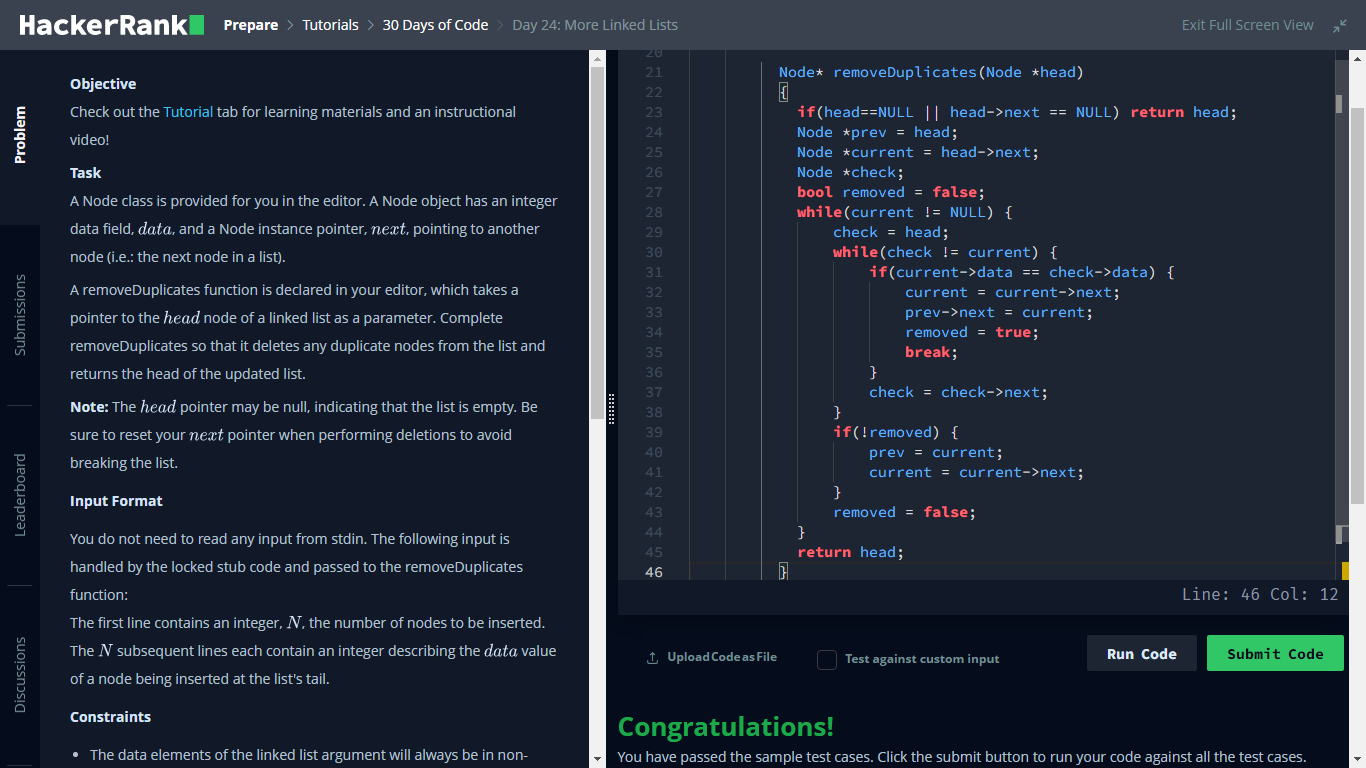 HackerRank Prepare > Tutorials > 30 Days of Code > Day 24: More Linked Lists Exit Full Screen View
Problem
Submissions
Leaderboard
Discussions
Objective
Check out the Tutorial tab for learning materials and an instructional
video!
Task
A Node class is provided for you in the editor. A Node object has an integer
data field, data, and a Node instance pointer, next, pointing to another
node (i.e.: the next node in a list).
A removeDuplicates function is declared in your editor, which takes a
pointer to the head node of a linked list as a parameter. Complete
removeDuplicates so that it deletes any duplicate nodes from the list and
returns the head of the updated list.
Note: The head pointer may be null, indicating that the list is empty. Be
sure to reset your next pointer when performing deletions to avoid
breaking the list.
Input Format
You do not need to read any input from stdin. The following input is
handled by the locked stub code and passed to the removeDuplicates
function:
The first line contains an integer, N, the number of nodes to be inserted.
The N subsequent lines each contain an integer describing the data value
of a node being inserted at the list's tail.
Constraints
• The data elements of the linked list argument will always be in non-
20
21 Node* removeDuplicates(Node *head)
22 {
23 if(head==NULL || head->next == NULL) return head;
24 Node *prev = head;
25 Node *current = head->next;
26 Node *check;
27 bool removed = false;
28 while(current != NULL) {
29 check = head;
30 while(check != current) {
31 if(current->data == check->data) {
32 current = current->next;
33 prev->next = current;
34 removed = true;
35 break;
36 }
37 check = check->next;
38 }
39 if(!removed) {
40 prev = current;
41 current = current->next;
42 }
43 removed = false;
44 }
45 return head;
46 }
Line: 46 Col: 12
Upload Code as File Test against custom input Run Code Submit Code
Congratulations!
You have passed the sample test cases. Click the submit button to run your code against all the test cases.